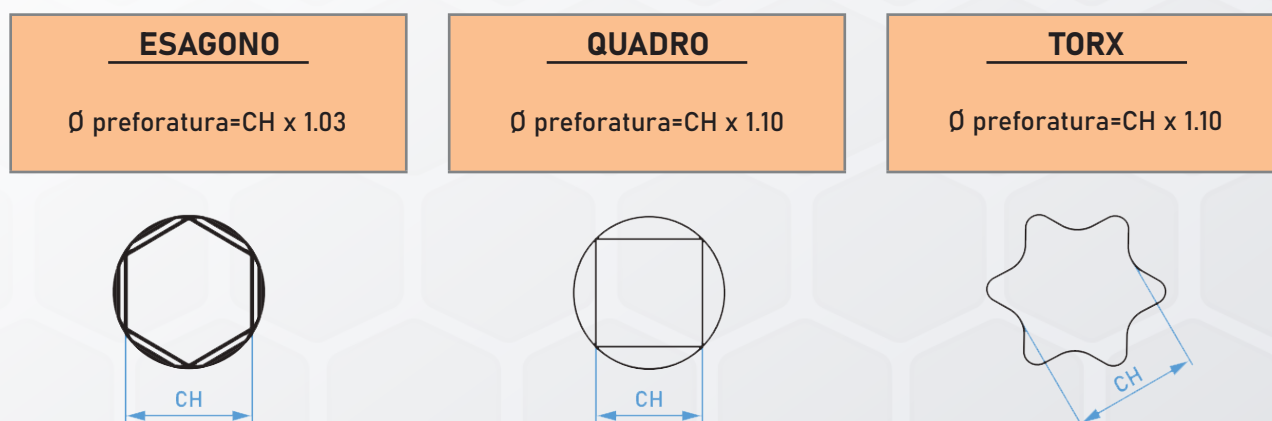 ESAGONO
Ø preforatura=CH x 1.03
QUADRO
Ø preforatura=CH x 1.10
TORX
Ø preforatura=CH x 1.10
CH
CH
CH